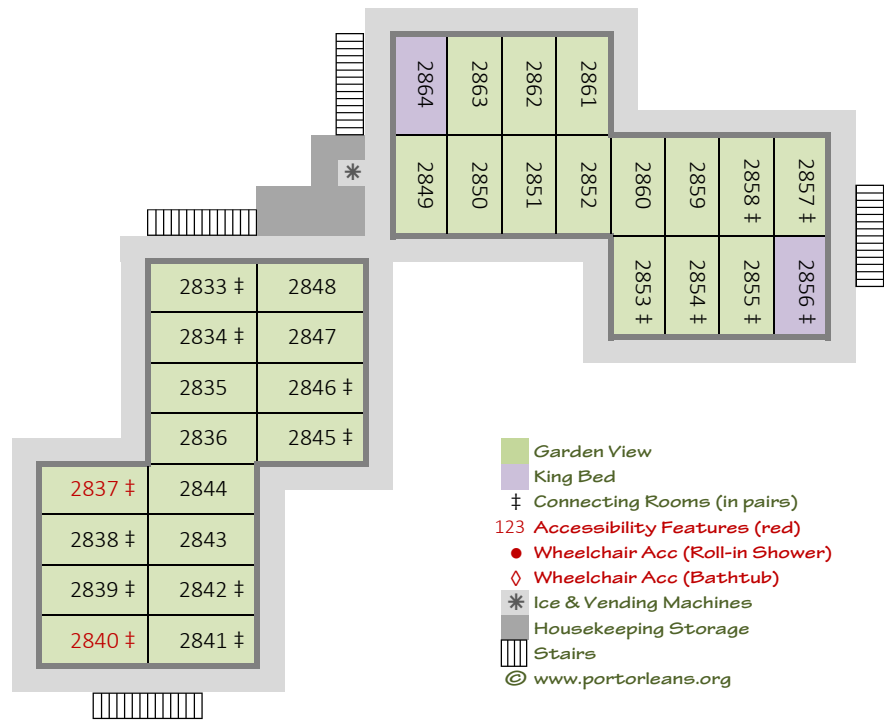 2864 2863 2862 2861
2849 2850 2851 2852 2860 2859 2858 ‡ 2857 ‡
2853 ‡ 2854 ‡ 2855 ‡ 2856 ‡
2833 ‡ 2848
2834 ‡ 2847
2835 2846 ‡
2836 2845 ‡
2837 ‡ 2844
2838 ‡ 2843
2839 ‡ 2842 ‡
2840 ‡ 2841 ‡
Garden View
King Bed
‡ Connecting Rooms (in pairs)
123 Accessibility Features (red)
● Wheelchair Acc (Roll-in Shower)
◊ Wheelchair Acc (Bathtub)
Ice & Vending Machines
Housekeeping Storage
Stairs
© www.portorleans.org